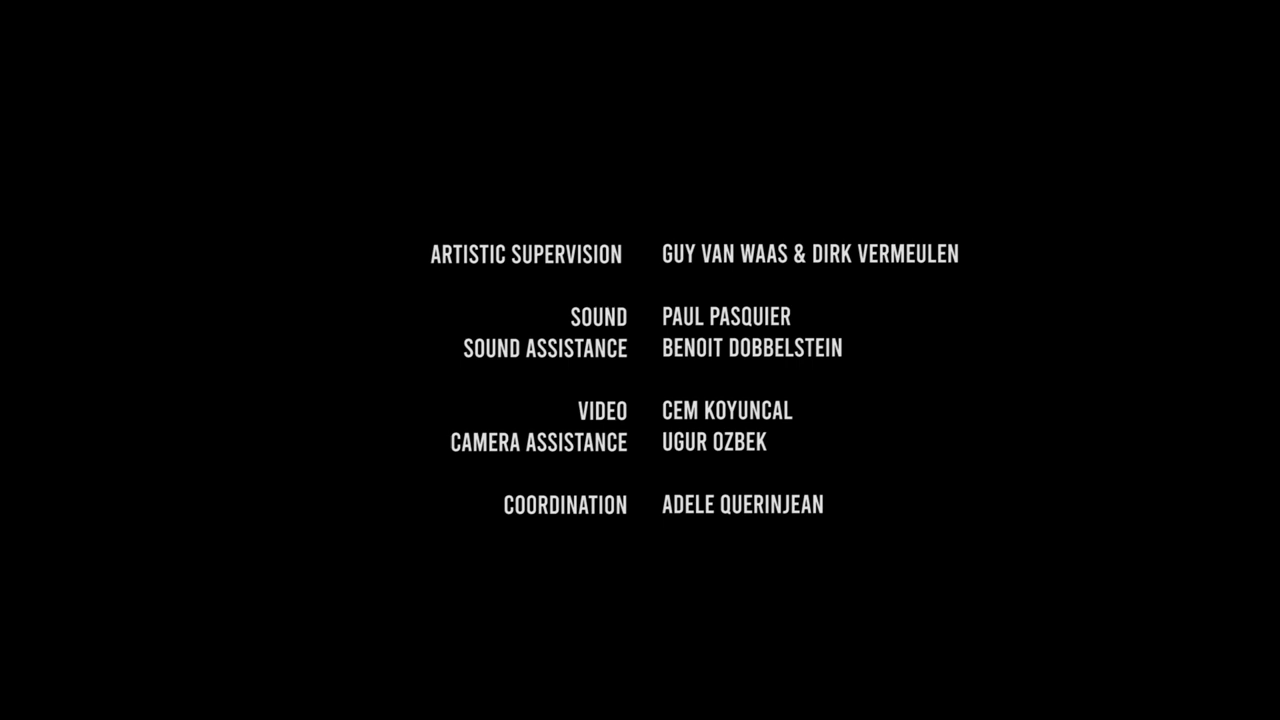 ARTISTIC SUPERVISION GUY VAN WAAS & DIRK VERMEULEN
SOUND PAUL PASQUIER
SOUND ASSISTANCE BENOIT DOBBELSTEIN
VIDEO CEM KOYUNCAL
CAMERA ASSISTANCE UGUR OZBEK
COORDINATION ADELE QUERINJEAN